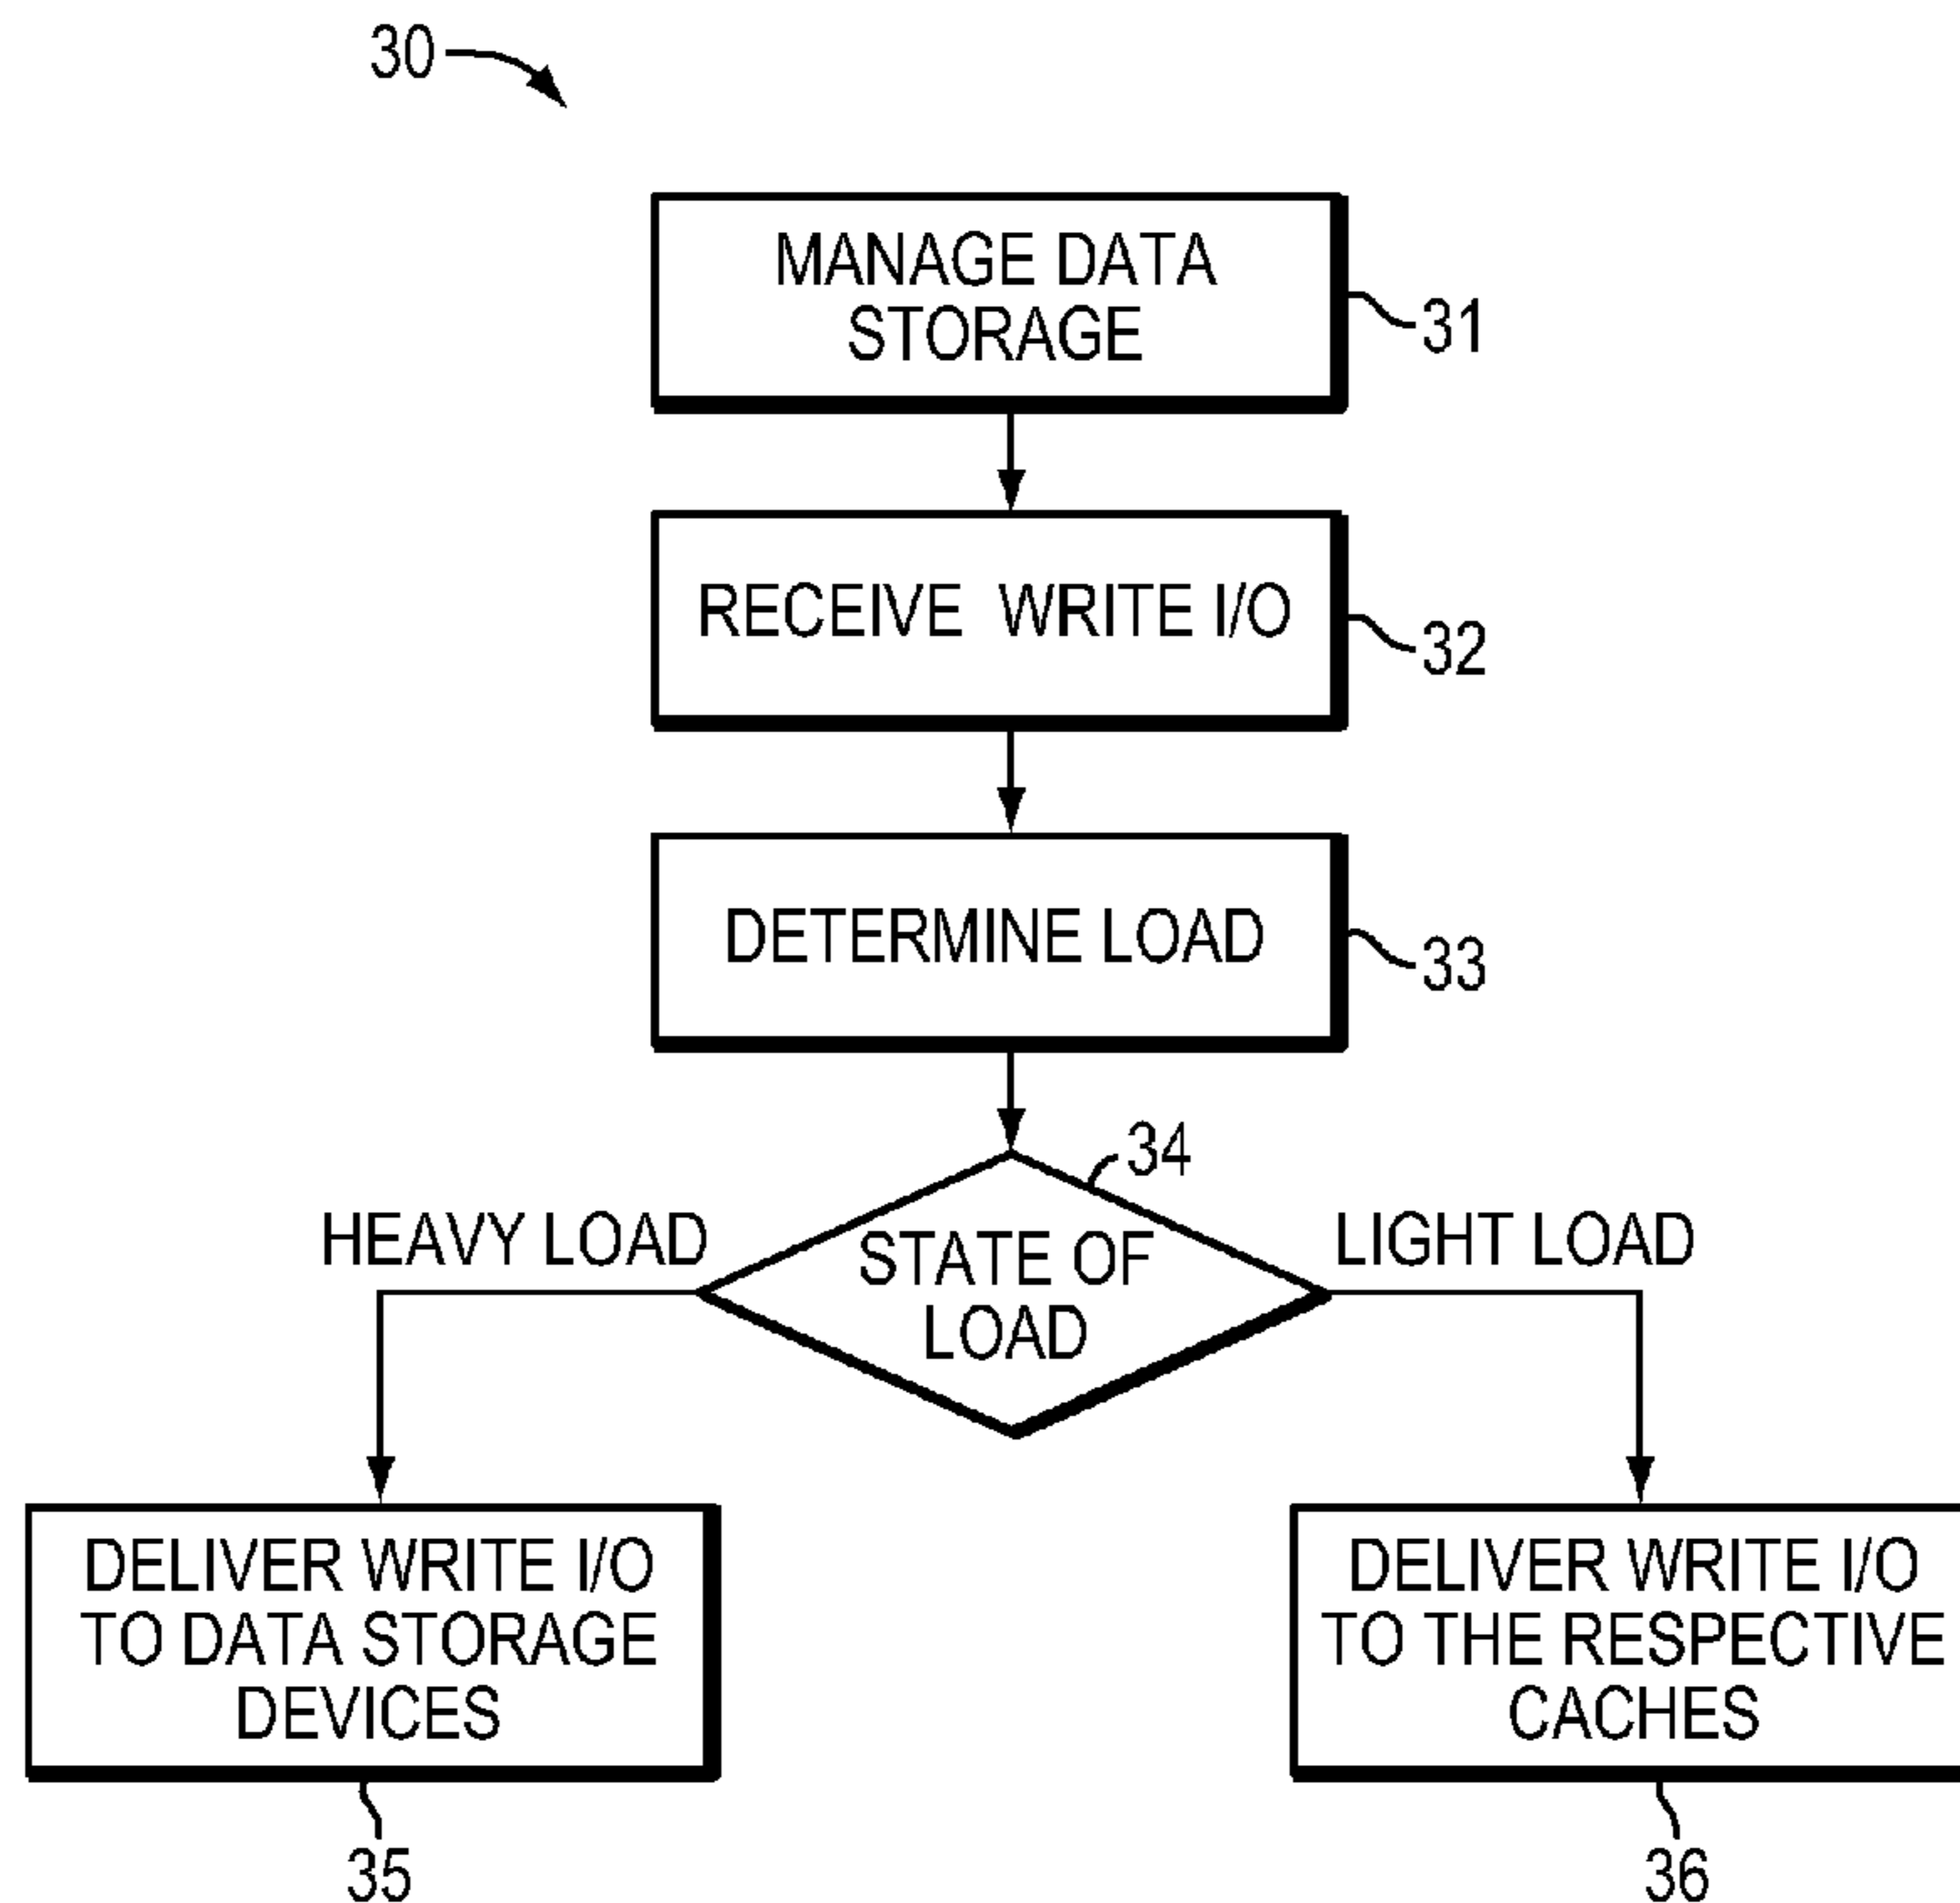 30
MANAGE DATA
STORAGE
31
RECEIVE WRITE I/O
32
DETERMINE LOAD
33
34
HEAVY LOAD
STATE OF
LOAD
LIGHT LOAD
DELIVER WRITE I/O
TO DATA STORAGE
DEVICES
35
DELIVER WRITE I/O
TO THE RESPECTIVE
CACHES
36